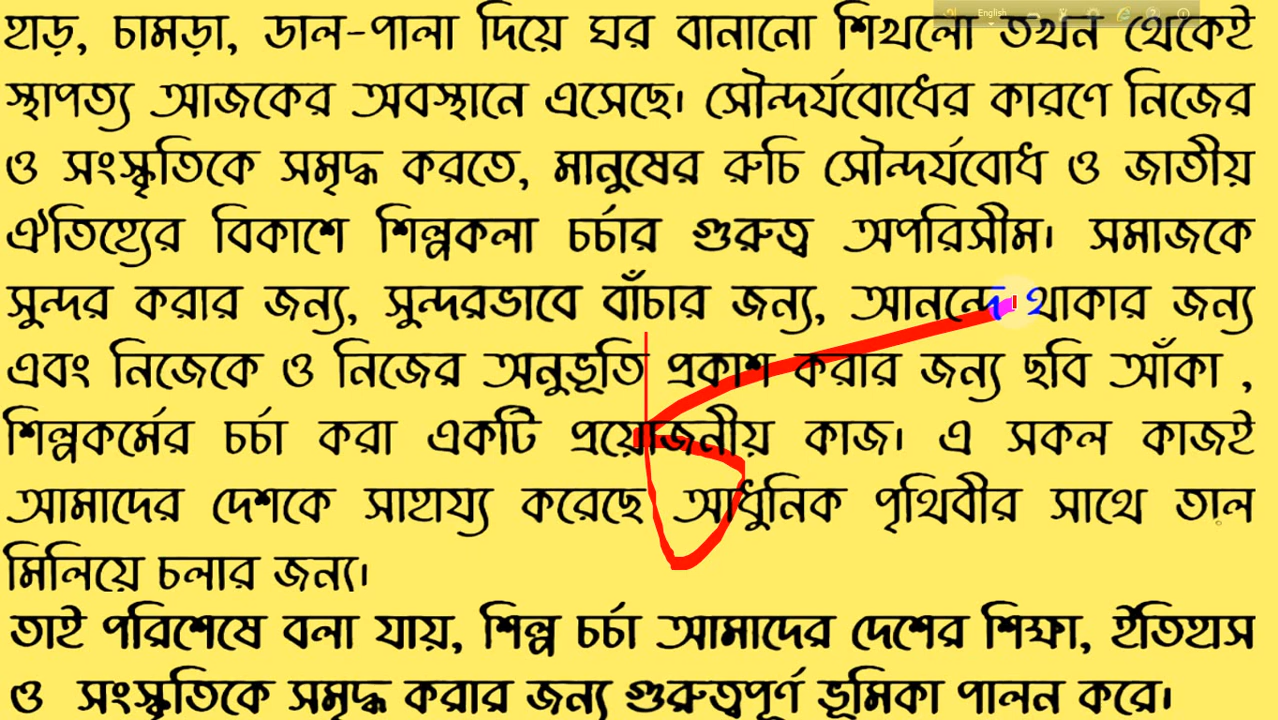 English
হাড়, চামড়া, ডাল-পালা দিয়ে ঘর বানানো শিখলো তখন থেকেই
স্থাপত্য আজকের অবস্থানে এসেছে। সৌন্দর্যবোধের কারণে নিজের
ও সংস্কৃতিকে সমৃদ্ধ করতে, মানুষের রুচি সৌন্দর্যবোধ ও জাতীয়
ঐতিহ্যের বিকাশে শিল্পকলা চর্চার গুরুত্ব অপরিসীম। সমাজকে
সুন্দর করার জন্য, সুন্দরভাবে বাঁচার জন্য, আনন্দে থাকার জন্য
এবং নিজেকে ও নিজের অনুভূতি প্রকাশ করার জন্য ছবি আঁকা ,
শিল্পকর্মের চর্চা করা একটি প্রয়োজনীয় কাজ। এ সকল কাজই
আমাদের দেশকে সাহায্য করেছে আধুনিক পৃথিবীর সাথে তাল
মিলিয়ে চলার জন্য।
তাই পরিশেষে বলা যায়, শিল্প চর্চা আমাদের দেশের শিক্ষা, ইতিহাস
ও সংস্কৃতিকে সমৃদ্ধ করার জন্য গুরুত্বপূর্ণ ভূমিকা পালন করে।